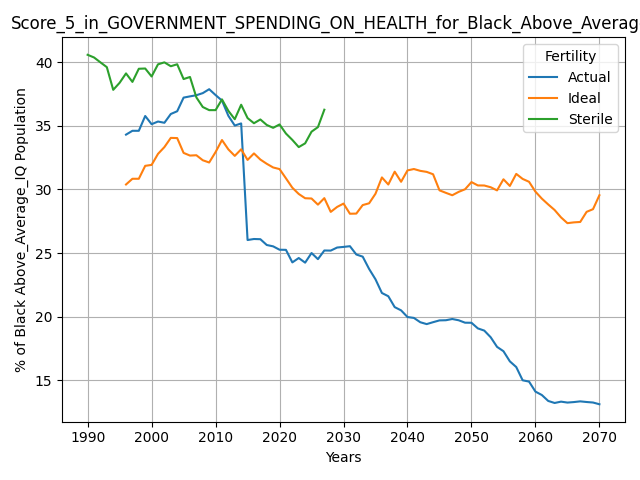 Score_5_in_GOVERNMENT_SPENDING_ON_HEALTH_for_Black_Above_Averag
Fertility
Actual
Ideal
Sterile
% of Black Above_Average_IQ Population
40
35
30
25
20
15
1990 2000 2010 2020 2030 2040 2050 2060 2070
Years